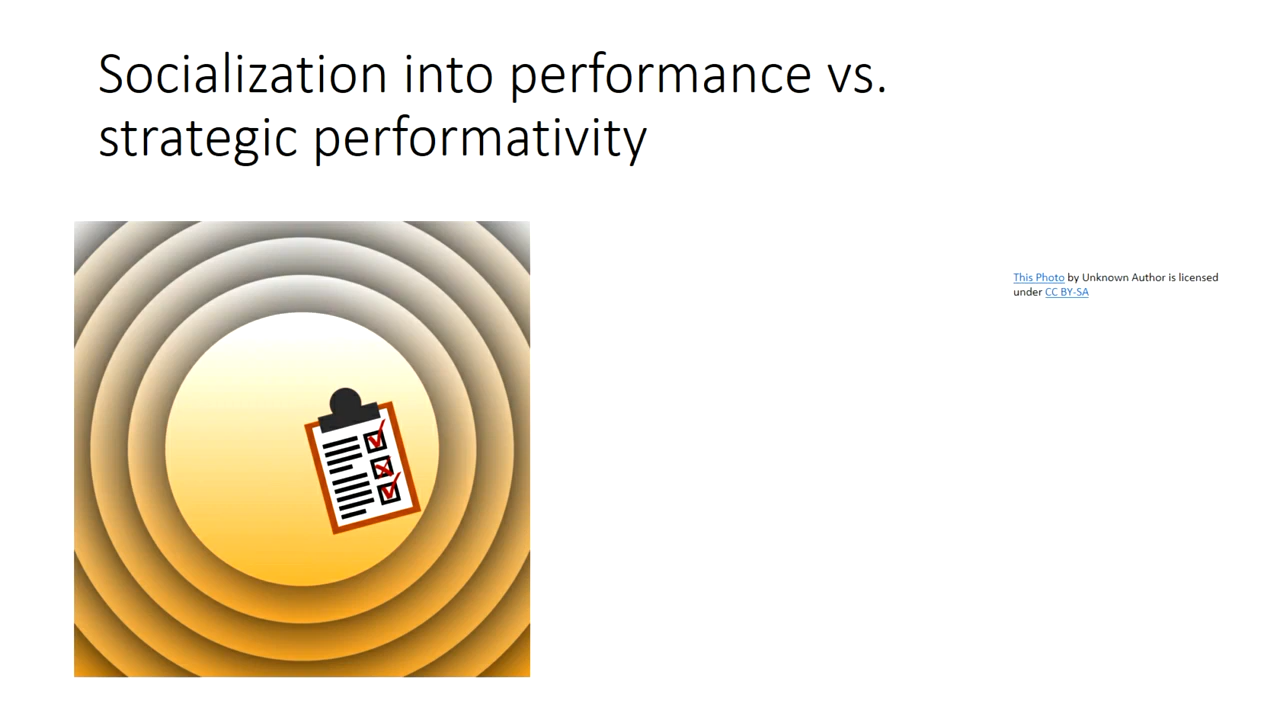 Socialization into performance vs.
strategic performativity
This Photo by Unknown Author is licensed
under CC BY-SA